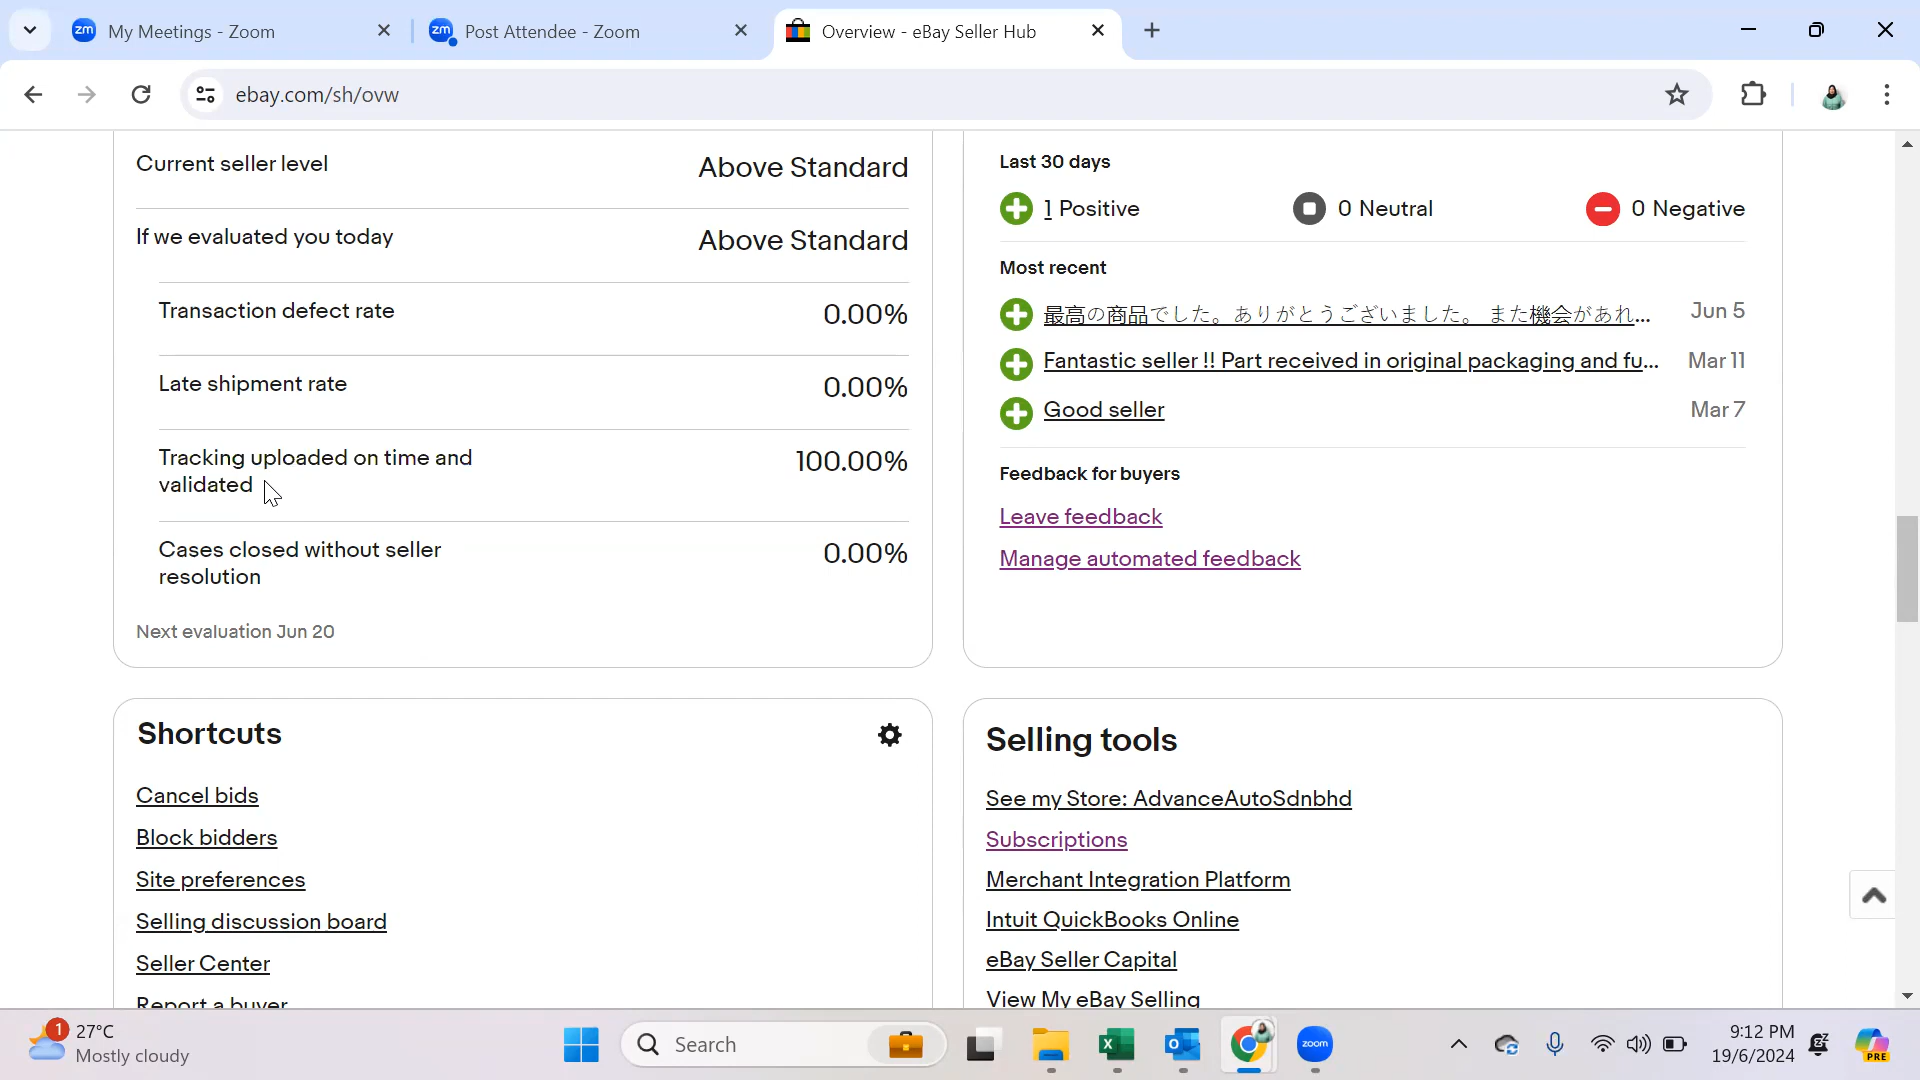 zm My Meetings - Zoom
zm Post Attendee - Zoom
Overview - eBay Seller Hub
ebay.com/sh/ovw
Current seller level
Above Standard
If we evaluated you today
Above Standard
Transaction defect rate
0.00%
Late shipment rate
0.00%
Tracking uploaded on time and
validated
100.00%
Cases closed without seller
resolution
0.00%
Next evaluation Jun 20
Last 30 days
1 Positive
0 Neutral
0 Negative
Most recent
最高の商品でした。ありがとうございました。 また機会があれ...
Jun 5
Fantastic seller !! Part received in original packaging and fu...
Mar 11
Good seller
Mar 7
Feedback for buyers
Leave feedback
Manage automated feedback
Shortcuts
Cancel bids
Block bidders
Site preferences
Selling discussion board
Seller Center
Report a buyer
Selling tools
See my Store: AdvanceAutoSdnbhd
Subscriptions
Merchant Integration Platform
Intuit QuickBooks Online
eBay Seller Capital
View My eBay Selling
1
27°C
Mostly cloudy
Search
zoom
9:12 PM
19/6/2024
PRE